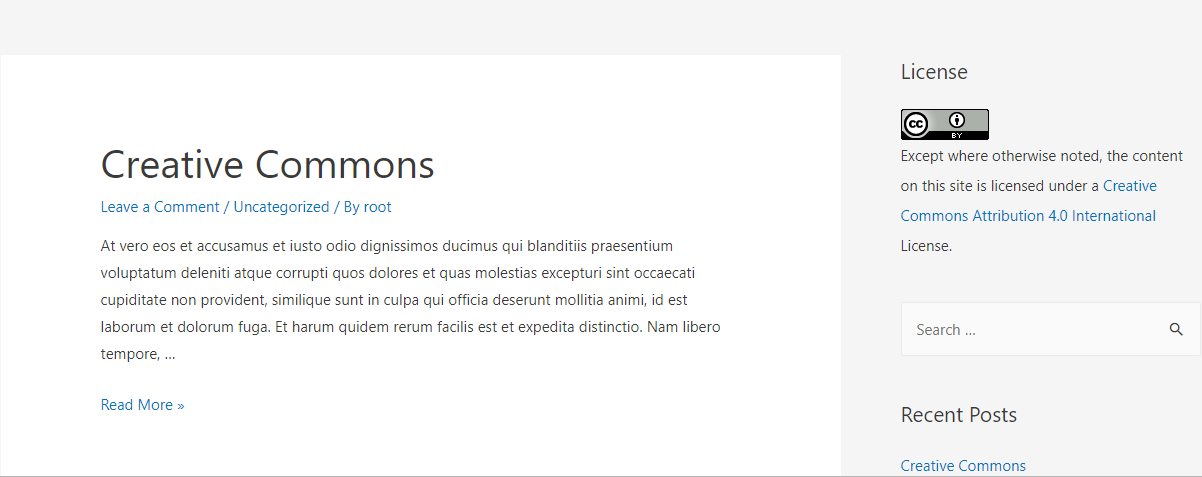 Creative Commons
Leave a Comment / Uncategorized / By root
At vero eos et accusamus et iusto odio dignissimos ducimus qui blanditiis praesentium
voluptatum deleniti atque corrupti quos dolores et quas molestias excepturi sint occaecati
cupiditate non provident, similique sunt in culpa qui officia deserunt mollitia animi, id est
laborum et dolorum fuga. Et harum quidem rerum facilis est et expedita distinctio. Nam libero
tempore, …
Read More »
License
cc
BY
Except where otherwise noted, the content
on this site is licensed under a Creative
Commons Attribution 4.0 International
License.
Search …
Recent Posts
Creative Commons